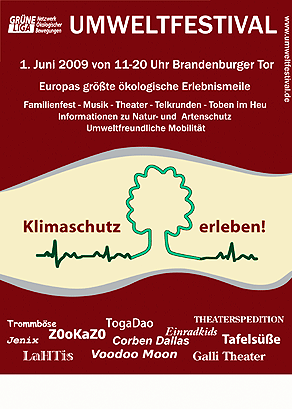 GRÜNE LIGA
Netzwerk
Ökologischer
Bewegungen
UMWELTFESTIVAL
www.umweltfestival.de
1. Juni 2009 von 11-20 Uhr Brandenburger Tor
Europas größte ökologische Erlebnismeile
Familienfest - Musik - Theater - Telkrunden - Toben im Heu
Informationen zu Natur- und Artenschutz
Umweltfreundliche Mobilität
Klimaschutz erleben!
Trommböse
TogaDao
THEATERSPEDITION
ZOoKaZO
Einradkids
Jenix
Corben Dallas
Tafelsüße
LaHTis
Voodoo Moon
Galli Theater